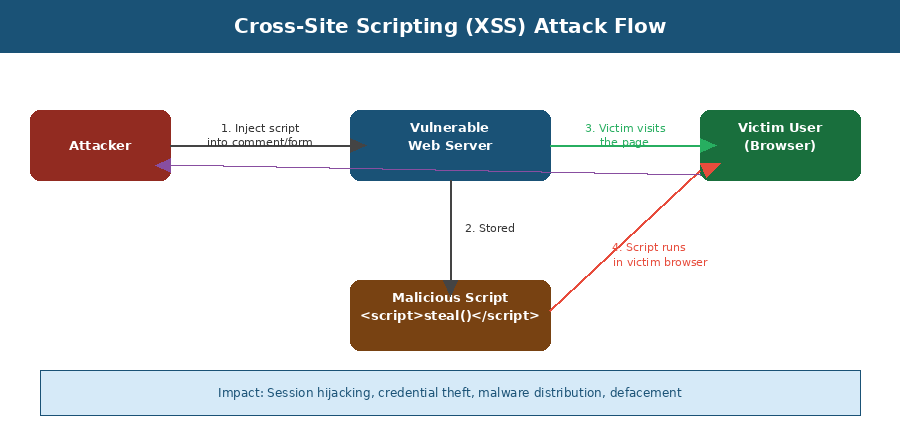 Cross-Site Scripting (XSS) Attack Flow
Attacker
1. Inject script
into comment/form
Vulnerable
Web Server
3. Victim visits
the page
Victim User
(Browser)
2. Stored
4. Script runs
in victim browser
Malicious Script
<script>steal()</script>
Impact: Session hijacking, credential theft, malware distribution, defacement